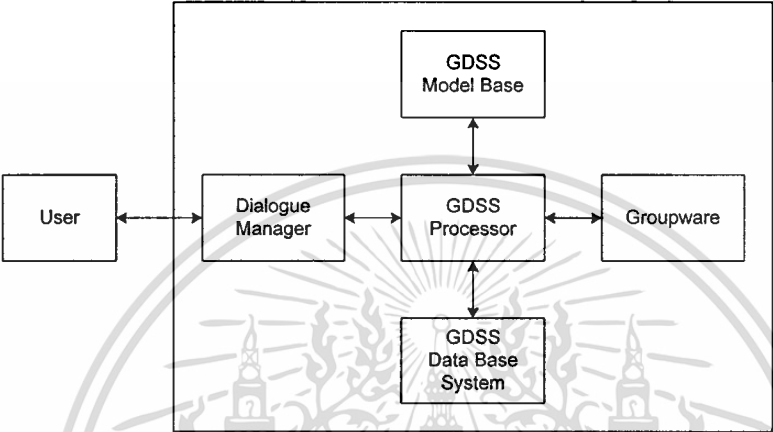 GDSS
Model Base
User
Dialogue
Manager
GDSS
Processor
Groupware
GDSS
Data Base
System